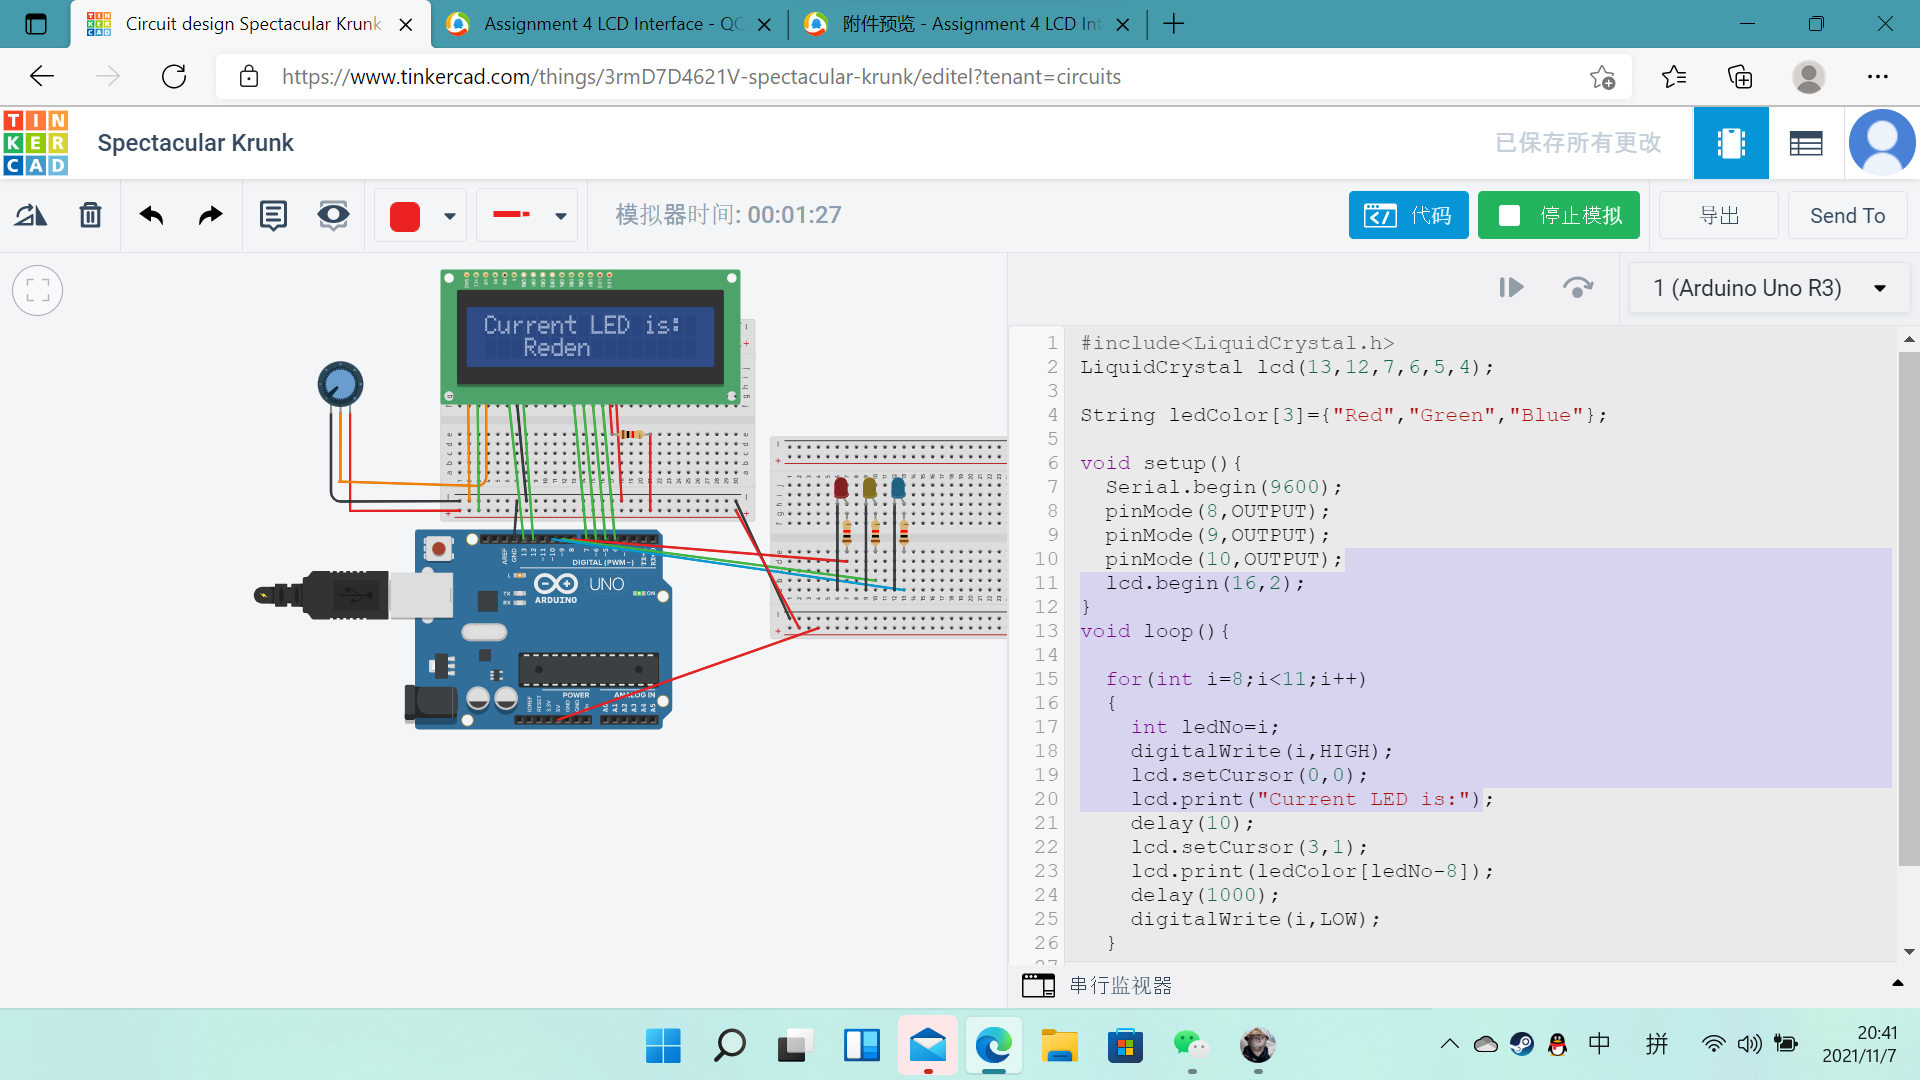 Circuit design Spectacular Krunk
Assignment 4 LCD Interface - QC
附件预览 - Assignment 4 LCD Int
https://www.tinkercad.com/things/3rmD7D4621V-spectacular-krunk/editel?tenant=circuits
TINKERCAD
Spectacular Krunk
已保存所有更改
模拟器时间: 00:01:27
代码
停止模拟
导出
Send To
1 (Arduino Uno R3)
Current LED is:
Reden
DIGITAL (PWM~)
UNO
ARDUINO
ON
POWER
ANALOG IN
1 #include<LiquidCrystal.h>
2 LiquidCrystal lcd(13,12,7,6,5,4);
3
4 String ledColor[3]={"Red","Green","Blue"};
5
6 void setup(){
7 Serial.begin(9600);
8 pinMode(8,OUTPUT);
9 pinMode(9,OUTPUT);
10 pinMode(10,OUTPUT);
11 lcd.begin(16,2);
12 }
13 void loop(){
14
15 for(int i=8;i<11;i++)
16 {
17 int ledNo=i;
18 digitalWrite(i,HIGH);
19 lcd.setCursor(0,0);
20 lcd.print("Current LED is:");
21 delay(10);
22 lcd.setCursor(3,1);
23 lcd.print(ledColor[ledNo-8]);
24 delay(1000);
25 digitalWrite(i,LOW);
26 }
27
串行监视器
中
拼
20:41
2021/11/7